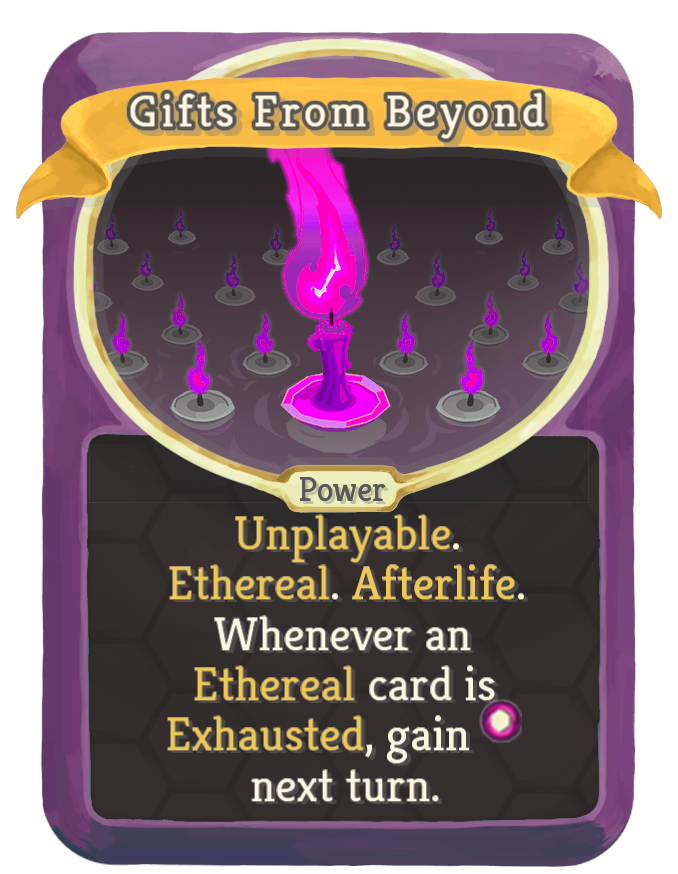 Gifts From Beyond
Power
Unplayable.
Ethereal. Afterlife.
Whenever an
Ethereal card is
Exhausted, gain
next turn.